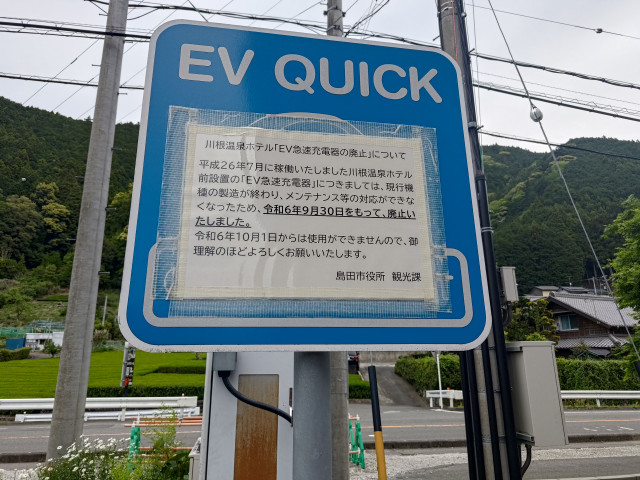 EV QUICK
川根温泉ホテル「EV急速充電器の廃止」について
平成26年7月に稼働いたしました川根温泉ホテル
前設置の「EV急速充電器」につきましては、現行機
種の製造が終わり、メンテナンス等の対応ができな
くなったため、令和6年9月30日をもって、廃止い
たしました。
令和6年10月1日からは使用ができませんので、御
理解のほどよろしくお願いいたします。
島田市役所 観光課